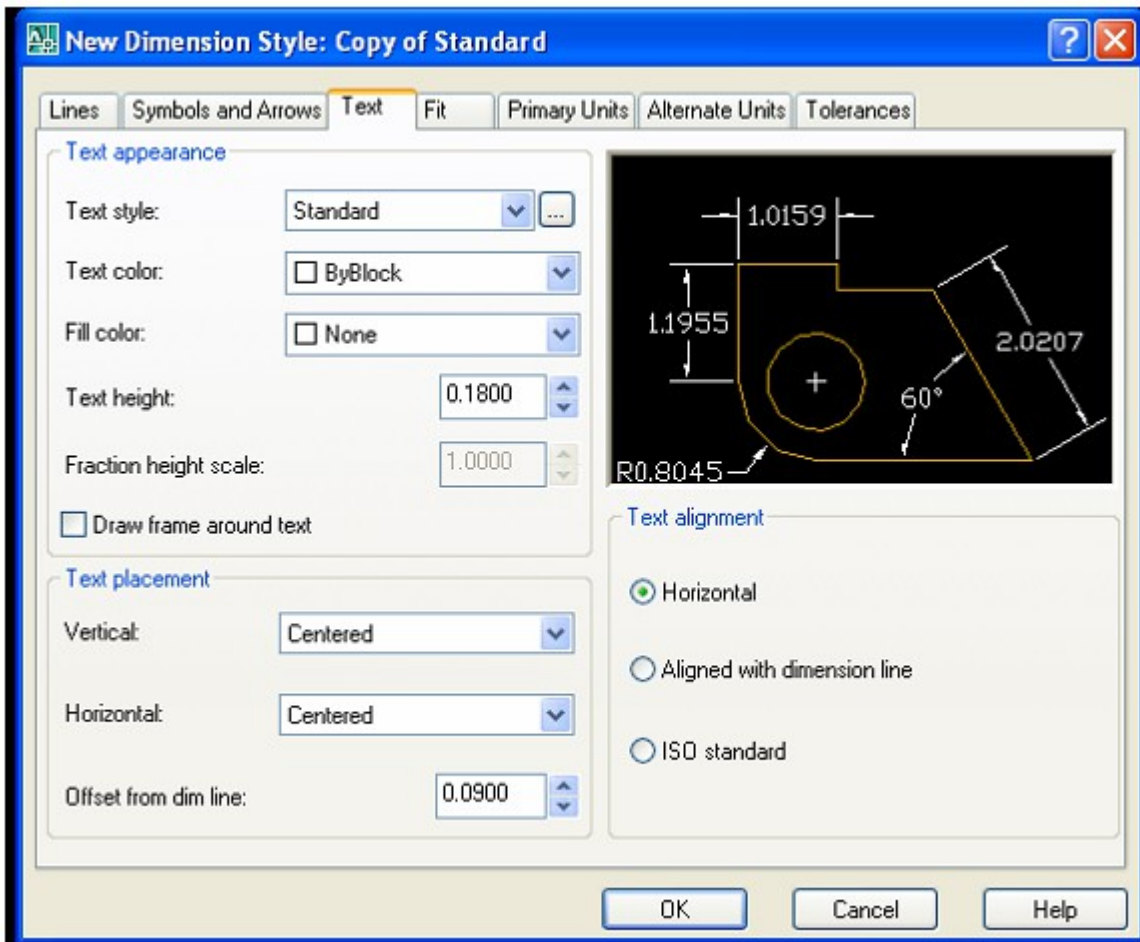 New Dimension Style: Copy of Standard
Lines Symbols and Arrows Text Fit Primary Units Alternate Units Tolerances
Text appearance
Text style: Standard ...
Text color: ByBlock
Fill color: None
Text height: 0.1800
Fraction height scale: 1.0000
Draw frame around text
Text placement
Vertical: Centered
Horizontal: Centered
Offset from dim line: 0.0900
1.0159
1.1955
2.0207
60°
R0.8045
Text alignment
Horizontal
Aligned with dimension line
ISO standard
OK Cancel Help